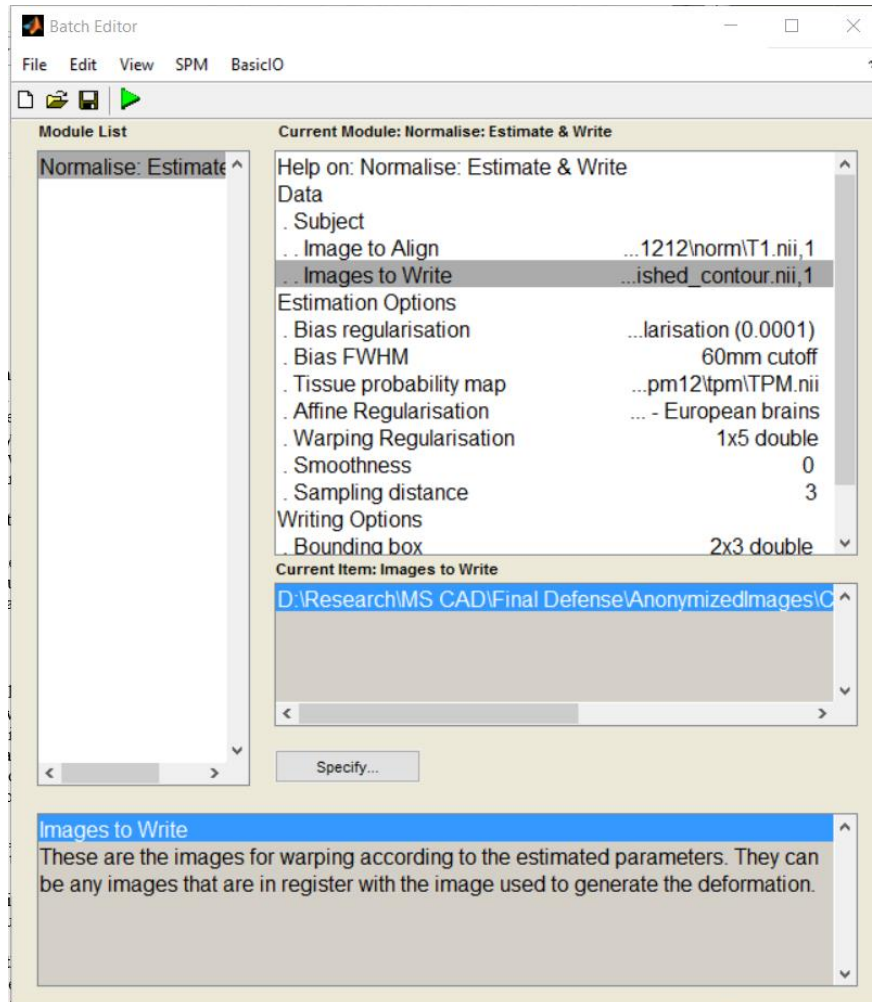 Batch Editor
File Edit View SPM BasicIO
Module List
Normalise: Estimate
Current Module: Normalise: Estimate & Write
Help on: Normalise: Estimate & Write
Data
. Subject
. . Image to Align ...1212\norm\T1.nii,1
. . Images to Write ...ished_contour.nii,1
Estimation Options
. Bias regularisation ...larisation (0.0001)
. Bias FWHM 60mm cutoff
. Tissue probability map ...pm12\tpm\TPM.nii
. Affine Regularisation ... - European brains
. Warping Regularisation 1x5 double
. Smoothness 0
. Sampling distance 3
Writing Options
. Bounding box 2x3 double
Current Item: Images to Write
D:\Research\MS CAD\Final Defense\AnonymizedImages\C
Specify...
Images to Write
These are the images for warping according to the estimated parameters. They can
be any images that are in register with the image used to generate the deformation.